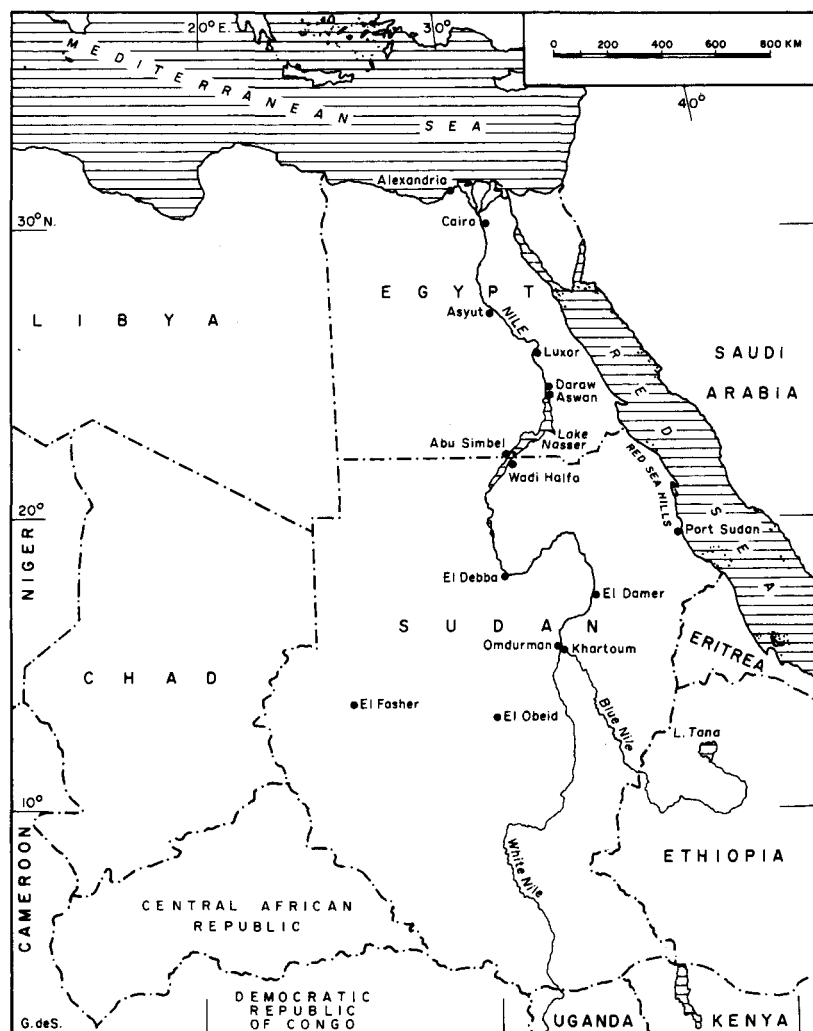 20° E.
30°
0 200 400 600 800 KM
40°
MEDITERRANEAN SEA
Alexandria
30° N.
Cairo
EGYPT
LIBYA
Asyut
NILE
Luxor
RED SEA
SAUDI
ARABIA
Daraw
Aswan
Abu Simbel
Lake
Nasser
Wadi Halfa
RED SEA HILLS
20°
Port Sudan
NIGER
El Debba
El Damer
SUDAN
ERITREA
Omdurman
Khartoum
CHAD
El Fasher
El Obeid
Blue Nile
L. Tana
10°
CAMEROON
White Nile
ETHIOPIA
CENTRAL AFRICAN
REPUBLIC
DEMOCRATIC
REPUBLIC
OF CONGO
UGANDA
KENYA
G. deS.